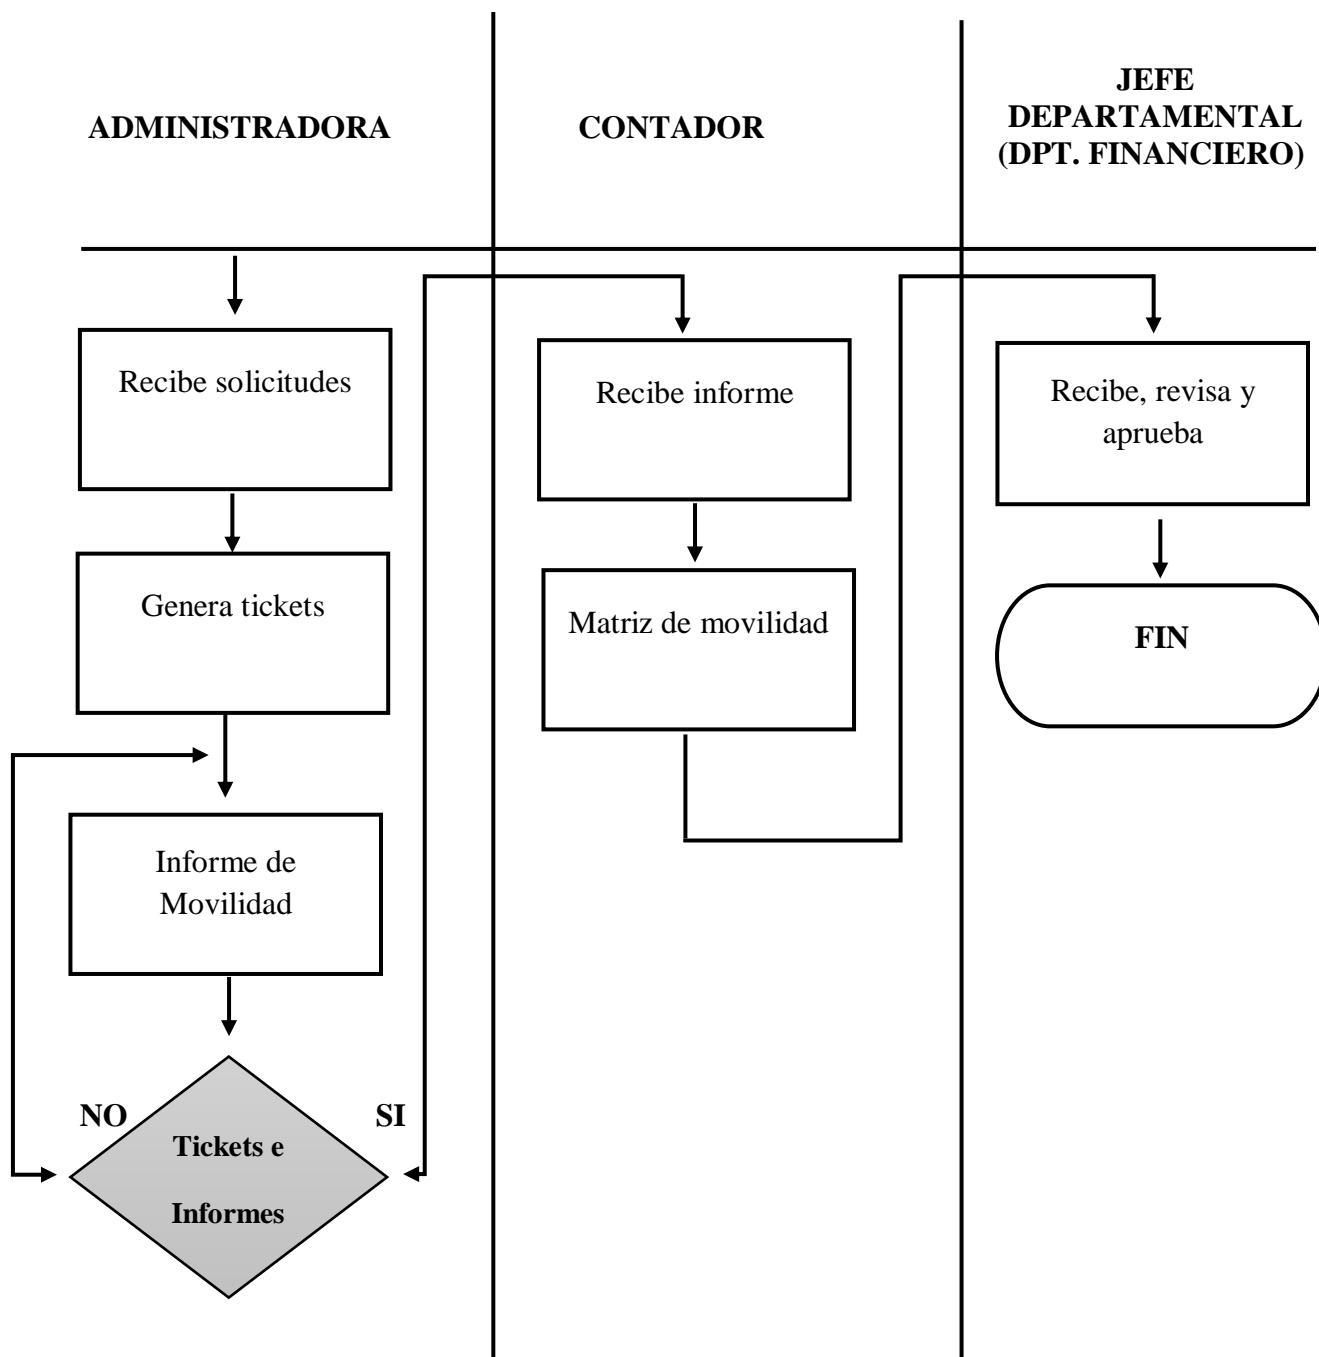 ADMINISTRADORA
CONTADOR
JEFE
DEPARTAMENTAL
(DPT. FINANCIERO)
Recibe solicitudes
Genera tickets
Informe de
Movilidad
NO
SI
Tickets e
Informes
Recibe informe
Matriz de movilidad
Recibe, revisa y
aprueba
FIN